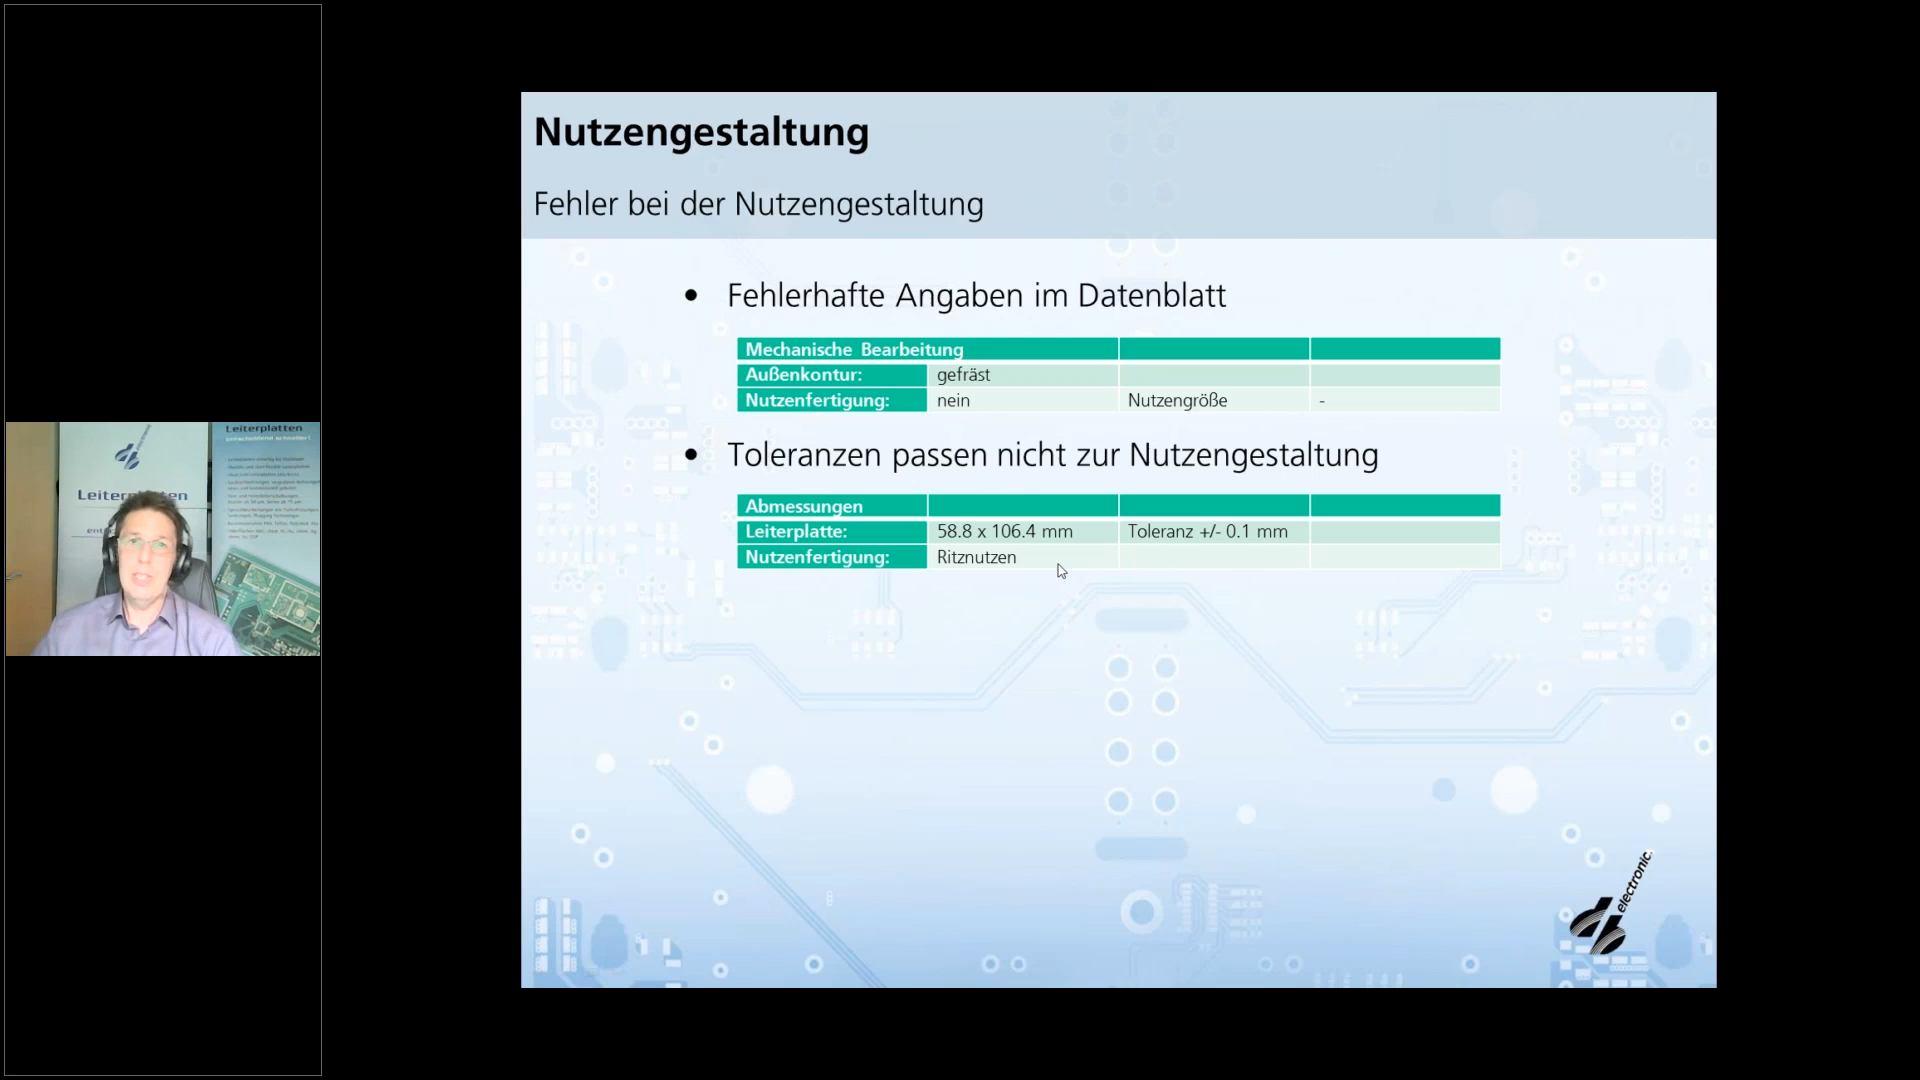 Leiterplatten
Leiterplatten
Nutzengestaltung
Fehler bei der Nutzengestaltung
• Fehlerhafte Angaben im Datenblatt
Mechanische Bearbeitung
Außenkontur: gefräst
Nutzenfertigung: nein Nutzengröße -
• Toleranzen passen nicht zur Nutzengestaltung
Abmessungen
Leiterplatte: 58.8 x 106.4 mm Toleranz +/- 0.1 mm
Nutzenfertigung: Ritznutzen
electronic.